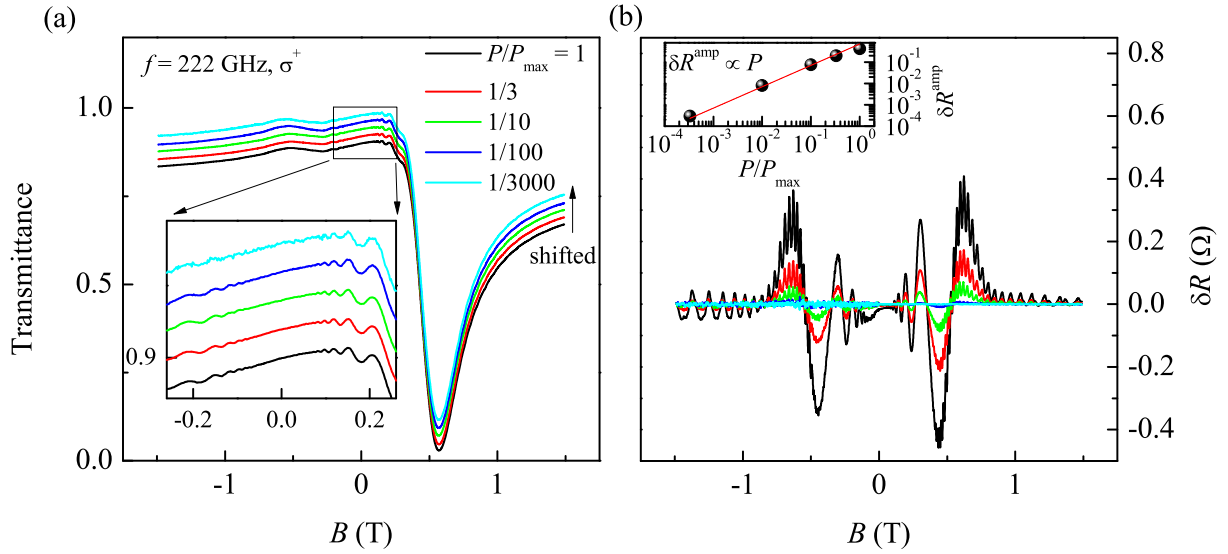 (a)
f = 222 GHz, σ⁺
P/Pₘₐₓ = 1
1/3
1/10
1/100
1/3000
shifted
Transmittance
1.0
0.5
0.0
0.9
-0.2 0.0 0.2
-1 0 1
B (T)
(b)
δRᵃᵐᵖ ∝ P
10⁻¹
10⁻²
10⁻³
10⁻⁴
δRᵃᵐᵖ
10⁻⁴ 10⁻³ 10⁻² 10⁻¹ 10⁰
P/Pₘₐₓ
0.8
0.6
0.4
0.2
0.0
-0.2
-0.4
δR (Ω)
-1 0 1
B (T)